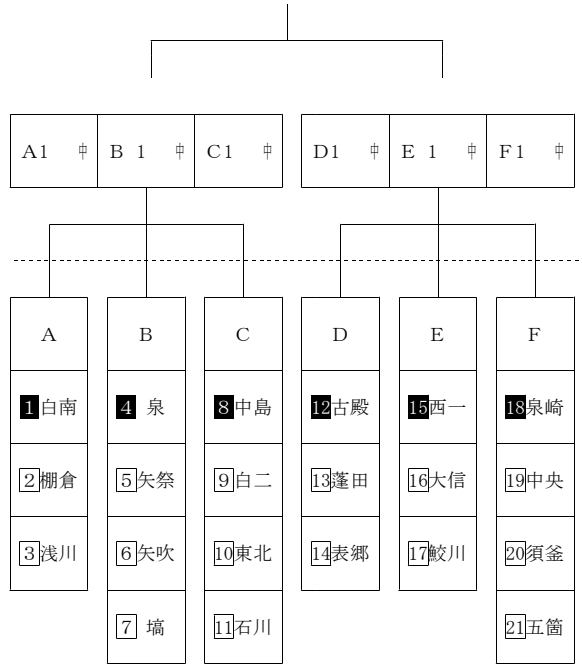 A1 中 B 1 中 C1 中 D1 中 E 1 中 F1 中
A B C D E F
1白南 4 泉 8中島 12古殿 15西一 18泉崎
2棚倉 5矢祭 9白二 13蓬田 16大信 19中央
3浅川 6矢吹 10東北 14表郷 17鮫川 20須釜
7 塙 11石川 21五箇